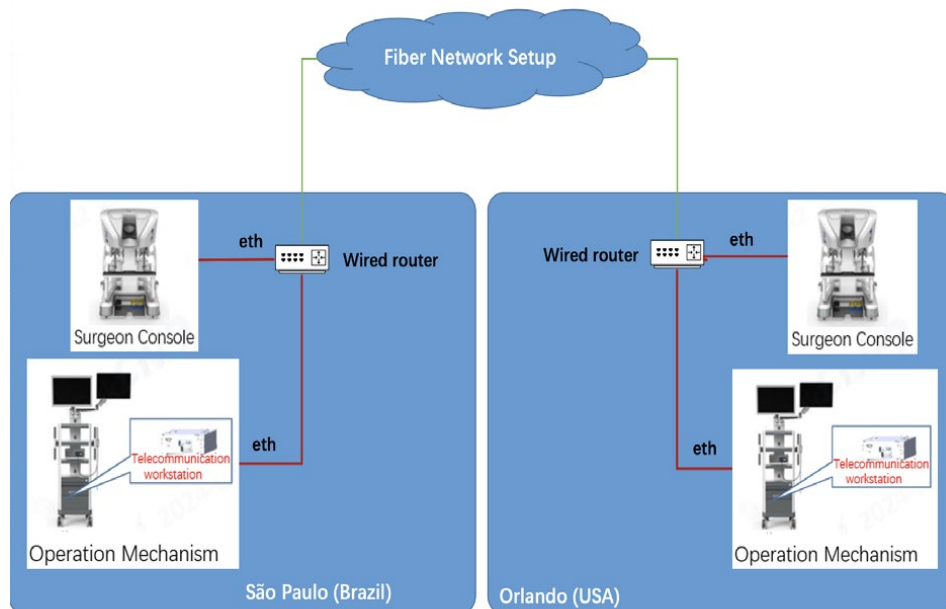 Fiber Network Setup
eth
Wired router
Surgeon Console
eth
Telecommunication
workstation
Operation Mechanism
São Paulo (Brazil)
Wired router
eth
Surgeon Console
eth
Telecommunication
workstation
Operation Mechanism
Orlando (USA)